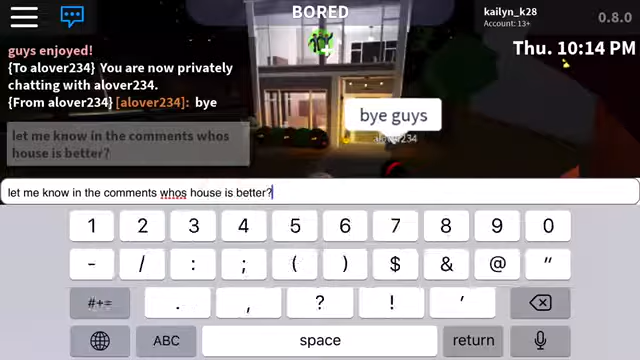 BORED
kailyn_k28
Account: 13+
0.8.0
Thu. 10:14 PM
guys enjoyed!
{To alover234} You are now privately
chatting with alover234.
{From alover234} [alover234]: bye
bye guys
alover234
let me know in the comments whos
house is better?
let me know in the comments whos house is better?
1 2 3 4 5 6 7 8 9 0
- / : ; ( ) $ & @ "
#+= . , ? ! '
ABC space return